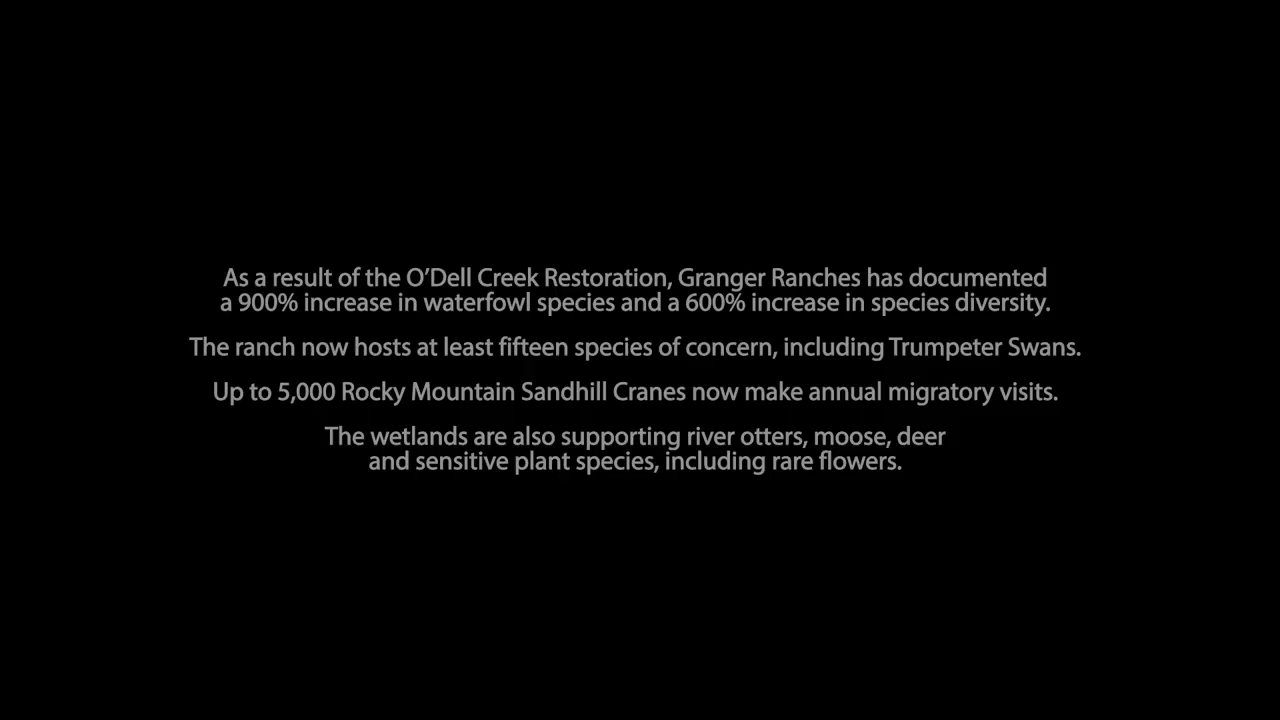 As a result of the O’Dell Creek Restoration, Granger Ranches has documented
a 900% increase in waterfowl species and a 600% increase in species diversity.
The ranch now hosts at least fifteen species of concern, including Trumpeter Swans.
Up to 5,000 Rocky Mountain Sandhill Cranes now make annual migratory visits.
The wetlands are also supporting river otters, moose, deer
and sensitive plant species, including rare flowers.